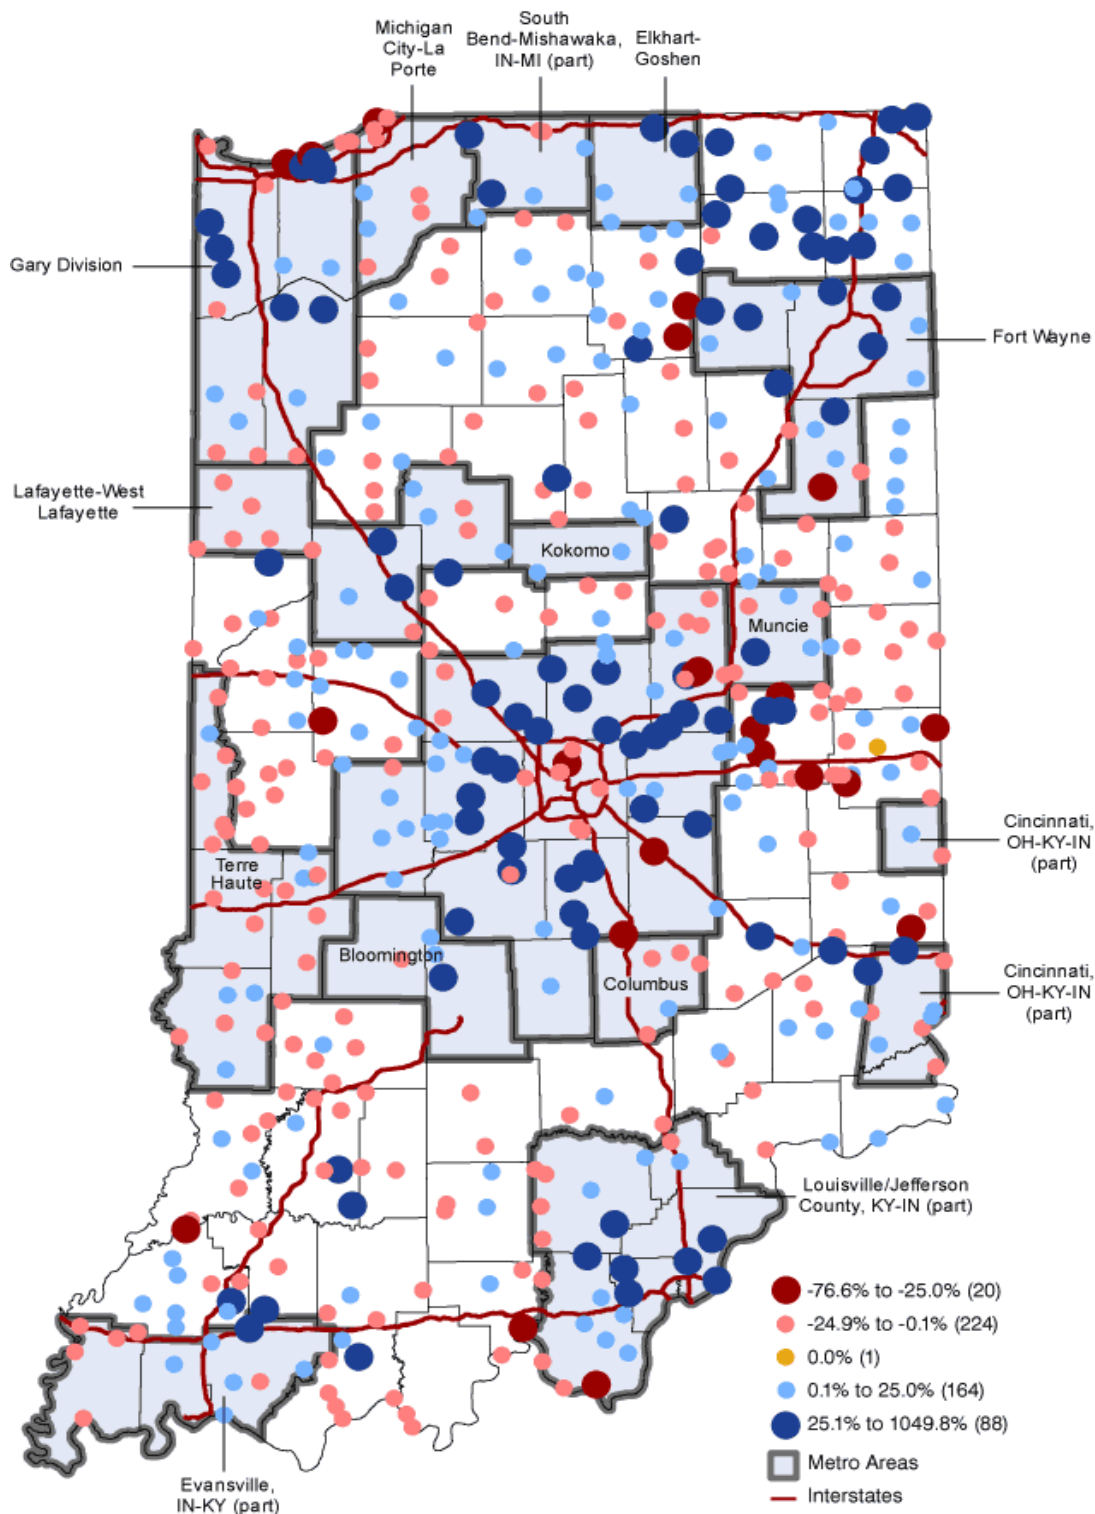 South
Bend-Mishawaka,
IN-MI (part)
Michigan
City-La
Porte
Elkhart-
Goshen
Gary Division
Fort Wayne
Lafayette-West
Lafayette
Kokomo
Muncie
Cincinnati,
OH-KY-IN
(part)
Terre
Haute
Bloomington
Columbus
Cincinnati,
OH-KY-IN
(part)
Louisville/Jefferson
County, KY-IN (part)
-76.6% to -25.0% (20)
-24.9% to -0.1% (224)
0.0% (1)
0.1% to 25.0% (164)
25.1% to 1049.8% (88)
Metro Areas
Interstates
Evansville,
IN-KY (part)